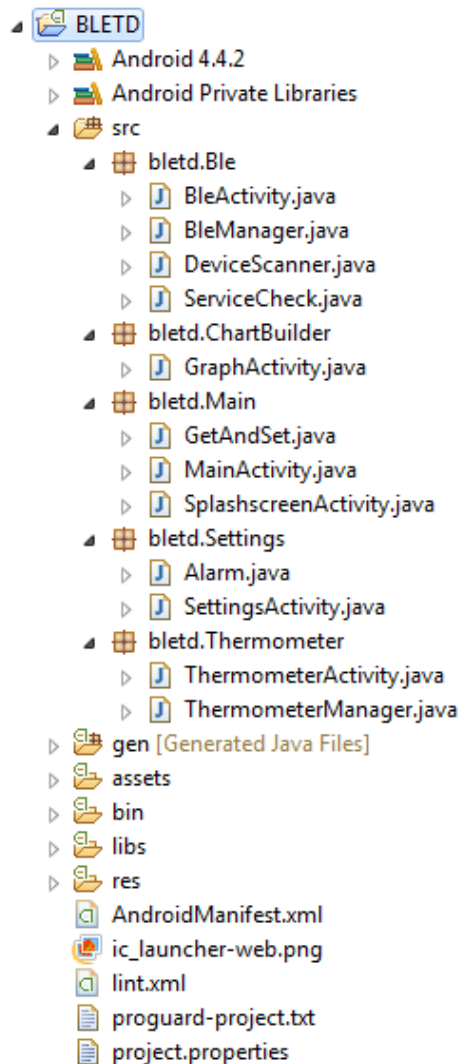 BLETD
Android 4.4.2
Android Private Libraries
src
bletd.Ble
BleActivity.java
BleManager.java
DeviceScanner.java
ServiceCheck.java
bletd.ChartBuilder
GraphActivity.java
bletd.Main
GetAndSet.java
MainActivity.java
SplashscreenActivity.java
bletd.Settings
Alarm.java
SettingsActivity.java
bletd.Thermometer
ThermometerActivity.java
ThermometerManager.java
gen [Generated Java Files]
assets
bin
libs
res
AndroidManifest.xml
ic_launcher-web.png
lint.xml
proguard-project.txt
project.properties